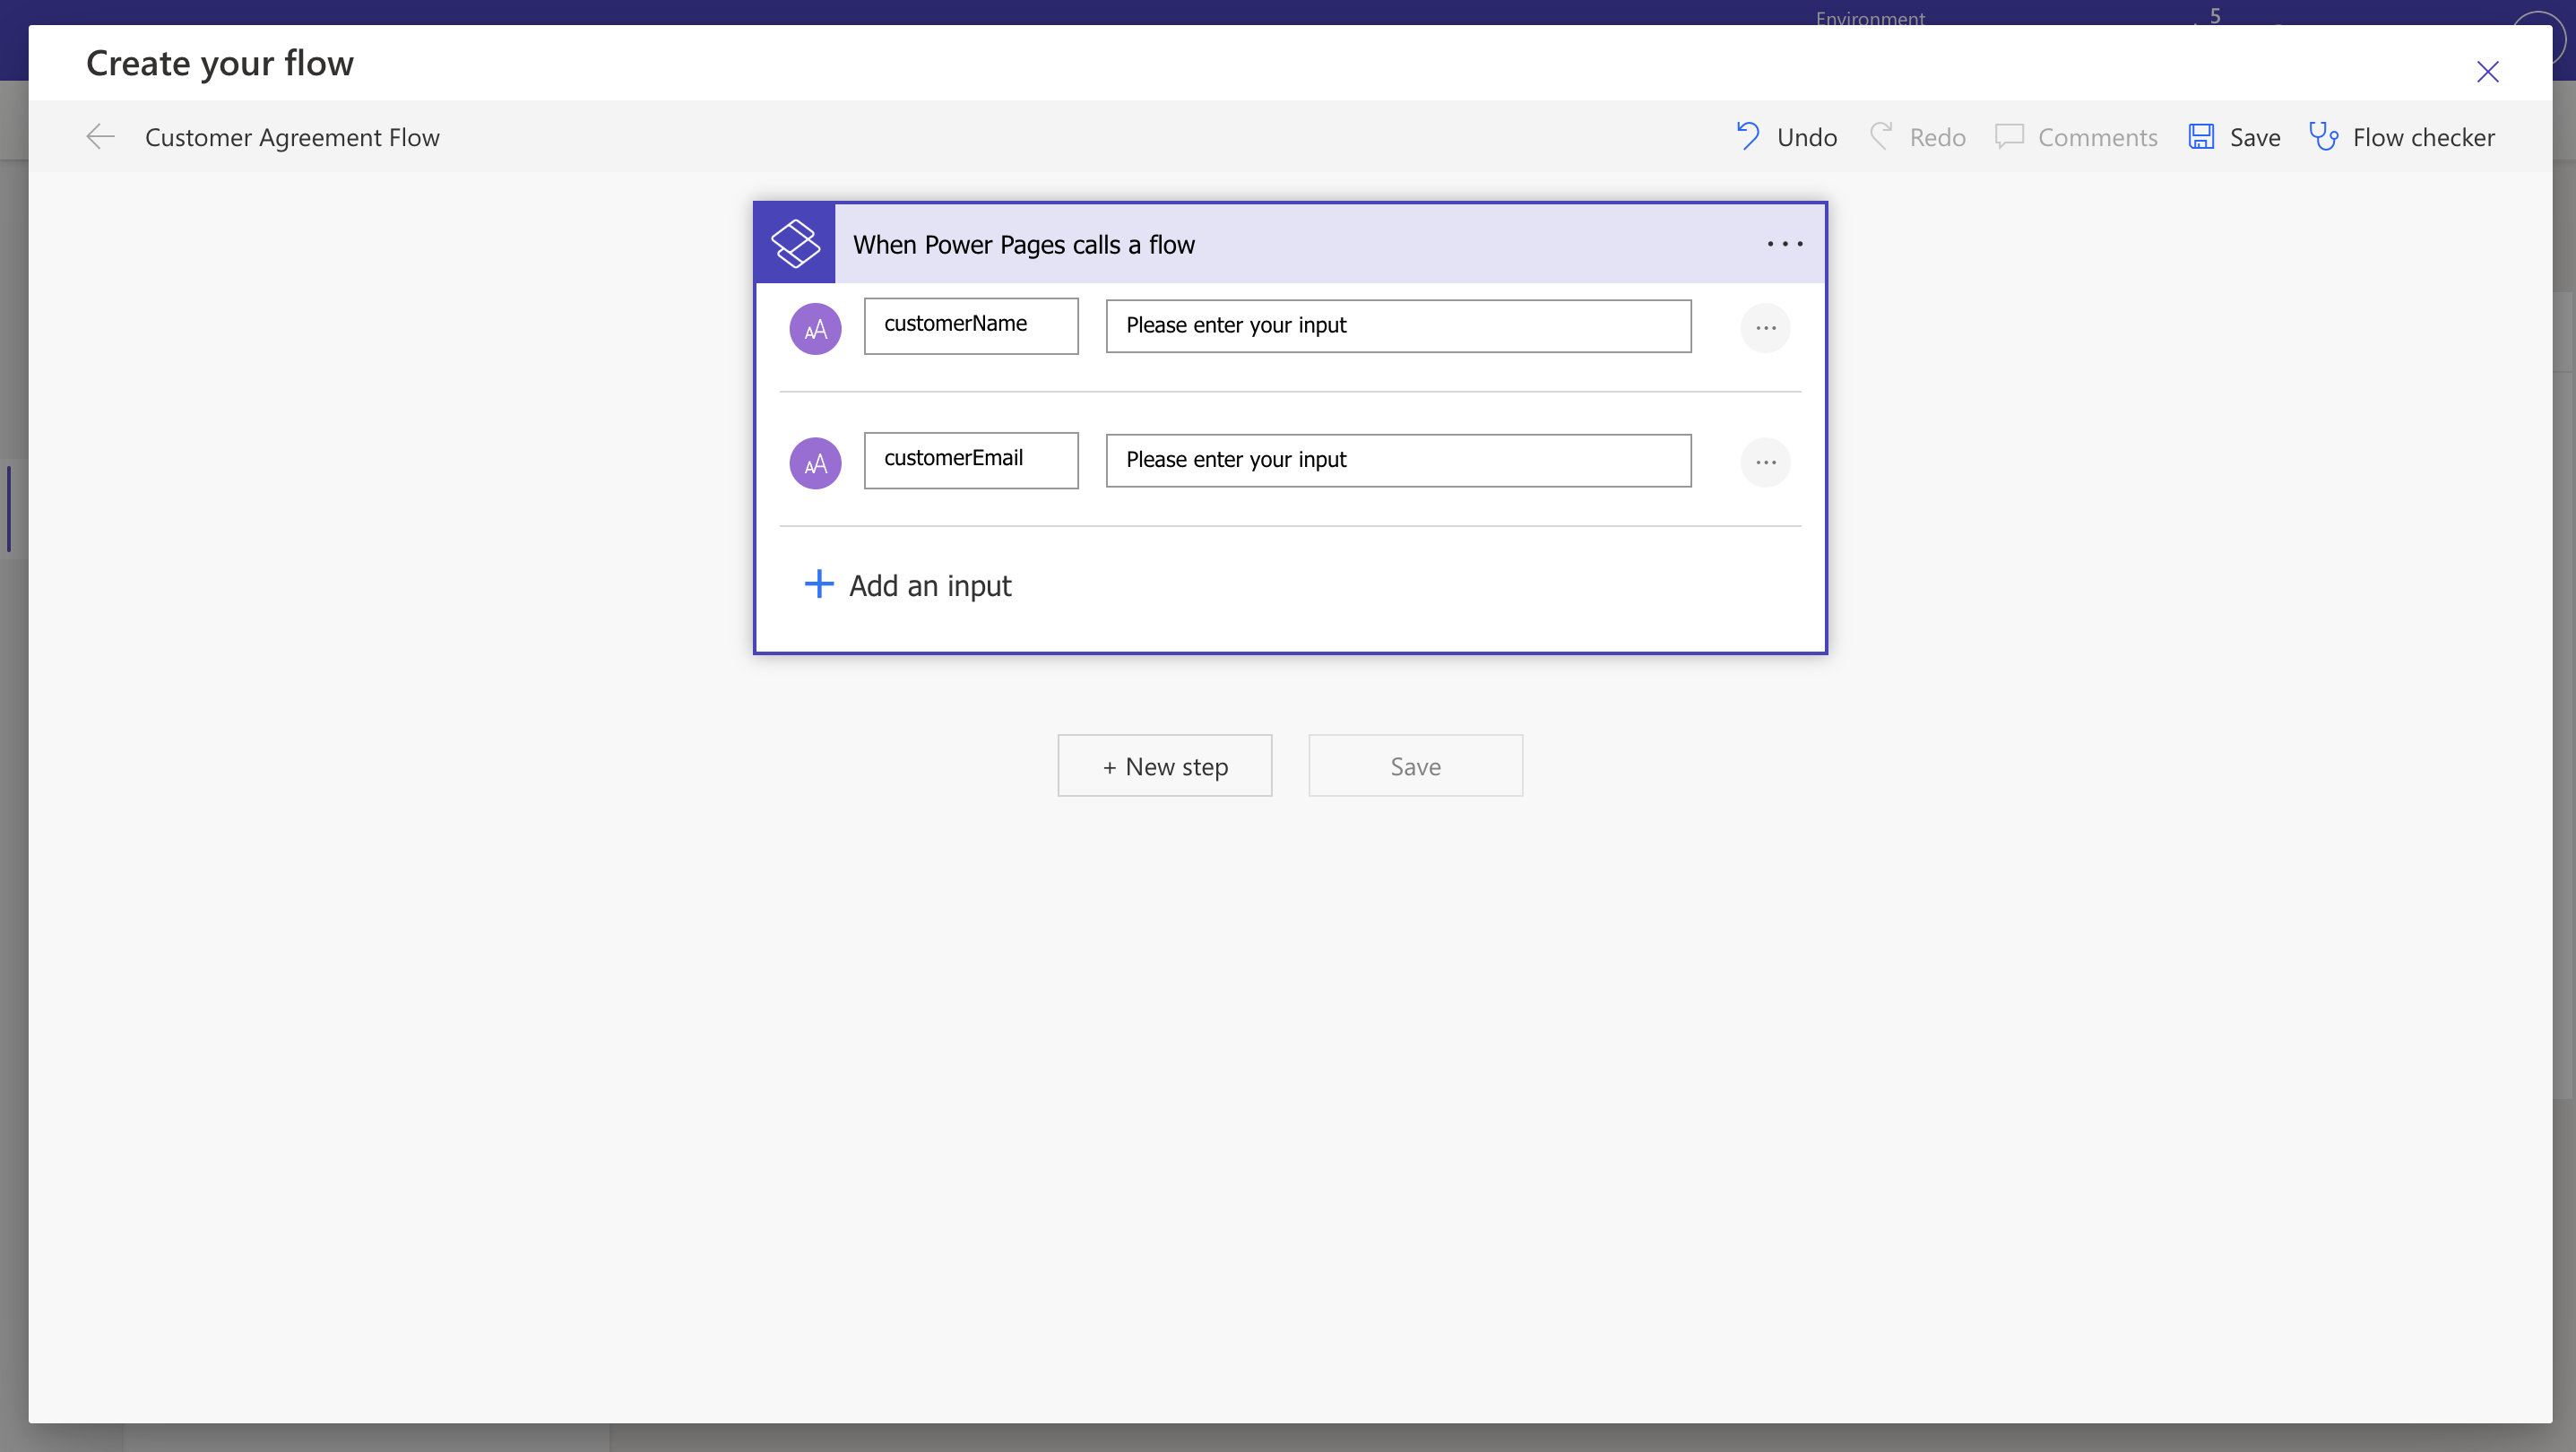 Environment
5
Create your flow
Customer Agreement Flow
Undo
Redo
Comments
Save
Flow checker
When Power Pages calls a flow
customerName
Please enter your input
customerEmail
Please enter your input
Add an input
+ New step
Save